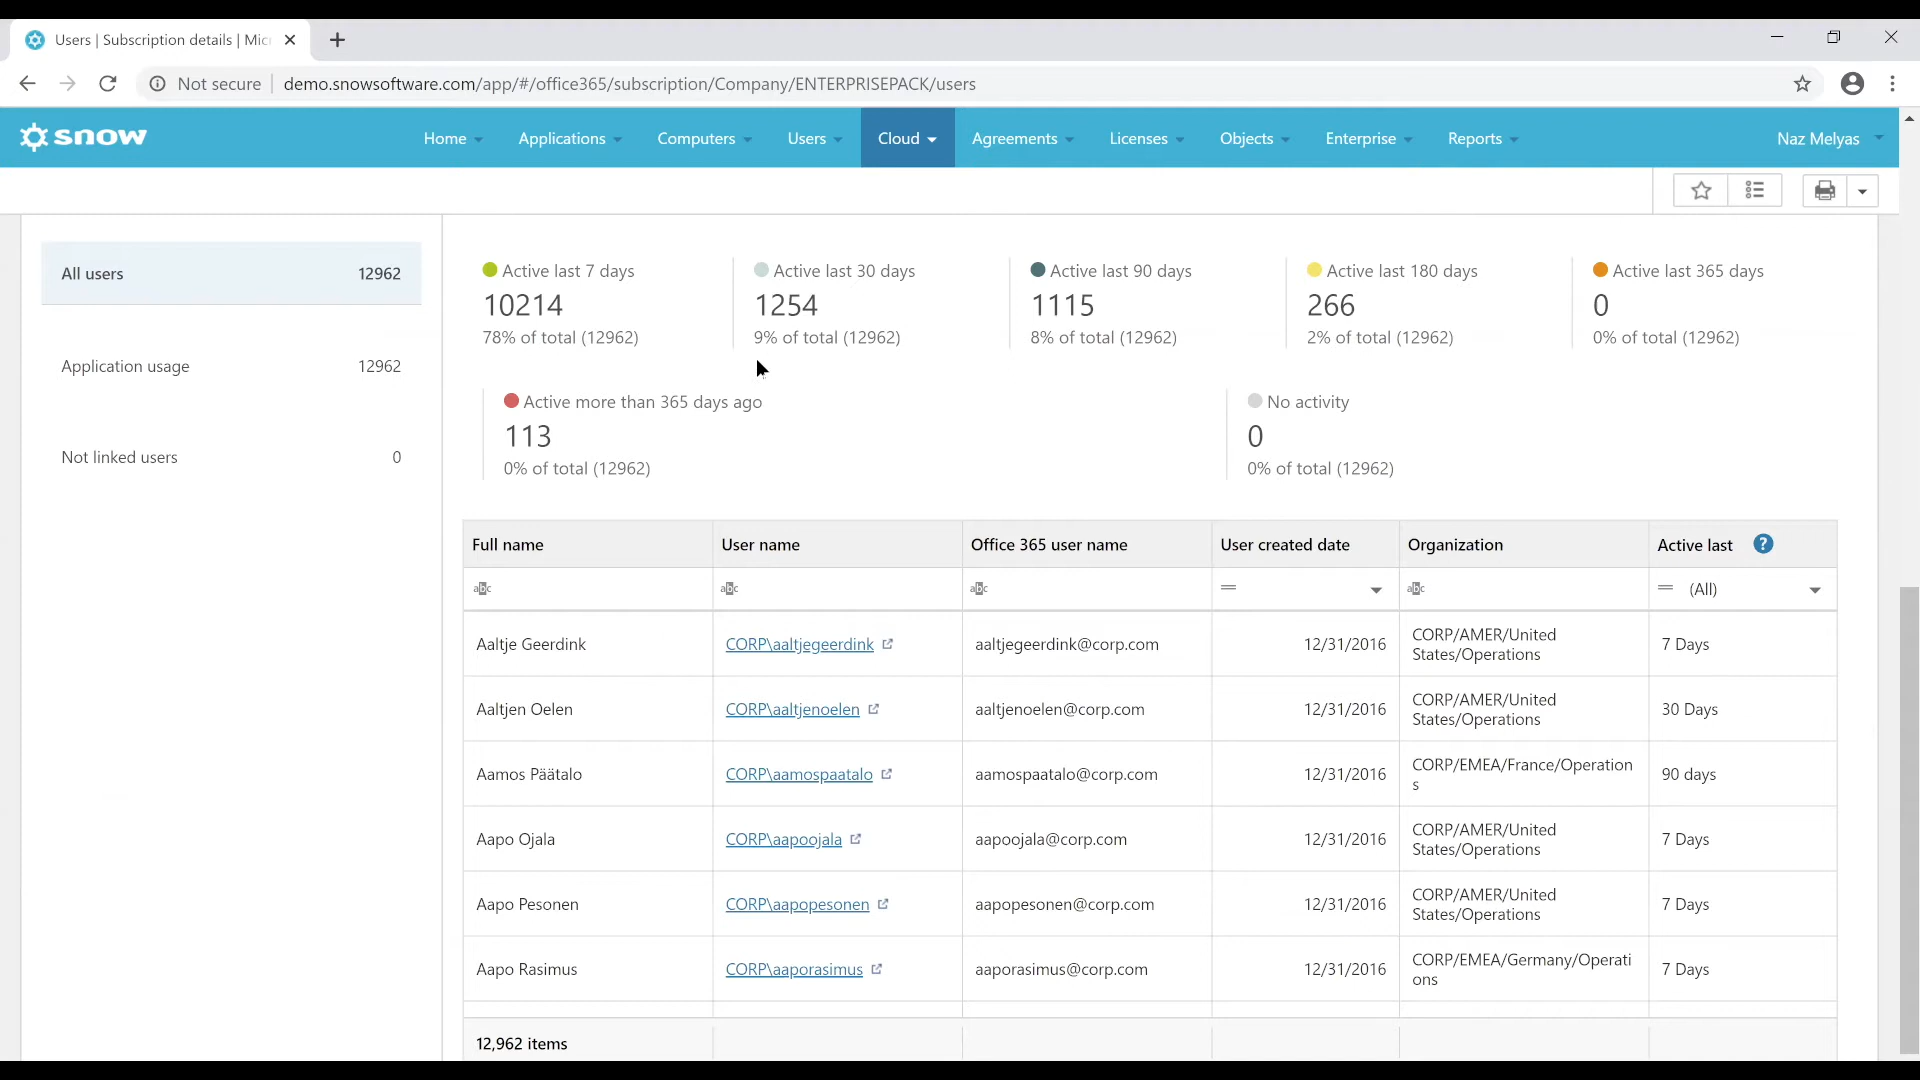 Users | Subscription details | Mic
Not secure
demo.snowsoftware.com/app/#/office365/subscription/Company/ENTERPRISEPACK/users
snow
Home
Applications
Computers
Users
Cloud
Agreements
Licenses
Objects
Enterprise
Reports
Naz Melyas
All users 12962
Application usage 12962
Not linked users 0
Active last 7 days
10214
78% of total (12962)
Active last 30 days
1254
9% of total (12962)
Active last 90 days
1115
8% of total (12962)
Active last 180 days
266
2% of total (12962)
Active last 365 days
0
0% of total (12962)
Active more than 365 days ago
113
0% of total (12962)
No activity
0
0% of total (12962)
Full name User name Office 365 user name User created date Organization Active last ?
abc abc abc = abc = (All)
Aaltje Geerdink CORP\aaltjegeerdink aaltjegeerdink@corp.com 12/31/2016 CORP/AMER/United 7 Days
States/Operations
Aaltjen Oelen CORP\aaltjenoelen aaltjenoelen@corp.com 12/31/2016 CORP/AMER/United 30 Days
States/Operations
Aamos Päätalo CORP\aamospaatalo aamospaatalo@corp.com 12/31/2016 CORP/EMEA/France/Operation 90 days
s
Aapo Ojala CORP\aapoojala aapoojala@corp.com 12/31/2016 CORP/AMER/United 7 Days
States/Operations
Aapo Pesonen CORP\aapopesonen aapopesonen@corp.com 12/31/2016 CORP/AMER/United 7 Days
States/Operations
Aapo Rasimus CORP\aaporasimus aaporasimus@corp.com 12/31/2016 CORP/EMEA/Germany/Operati 7 Days
ons
12,962 items